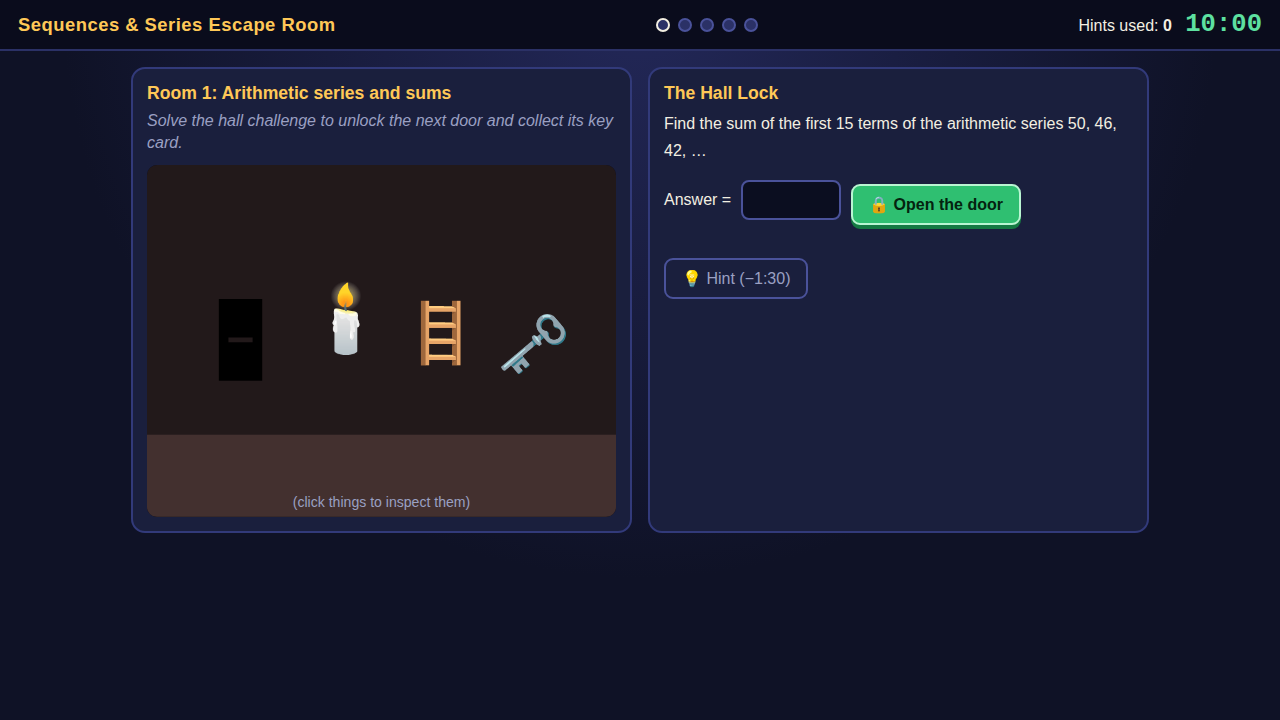 Sequences & Series Escape Room
Hints used: 0 10:00
Room 1: Arithmetic series and sums
Solve the hall challenge to unlock the next door and collect its key
card.
(click things to inspect them)
The Hall Lock
Find the sum of the first 15 terms of the arithmetic series 50, 46,
42, …
Answer =
🔒 Open the door
💡 Hint (−1:30)